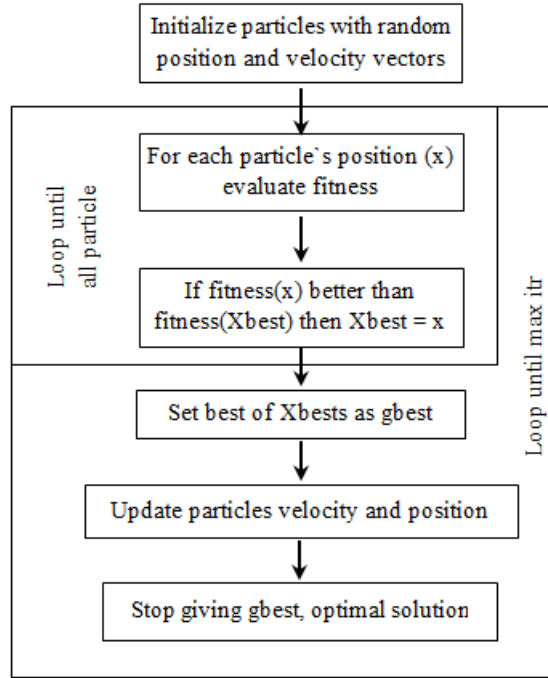 Initialize particles with random
position and velocity vectors
For each particle`s position (x)
evaluate fitness
Loop until
all particle
If fitness(x) better than
fitness(Xbest) then Xbest = x
Loop until max itr
Set best of Xbests as gbest
Update particles velocity and position
Stop giving gbest, optimal solution